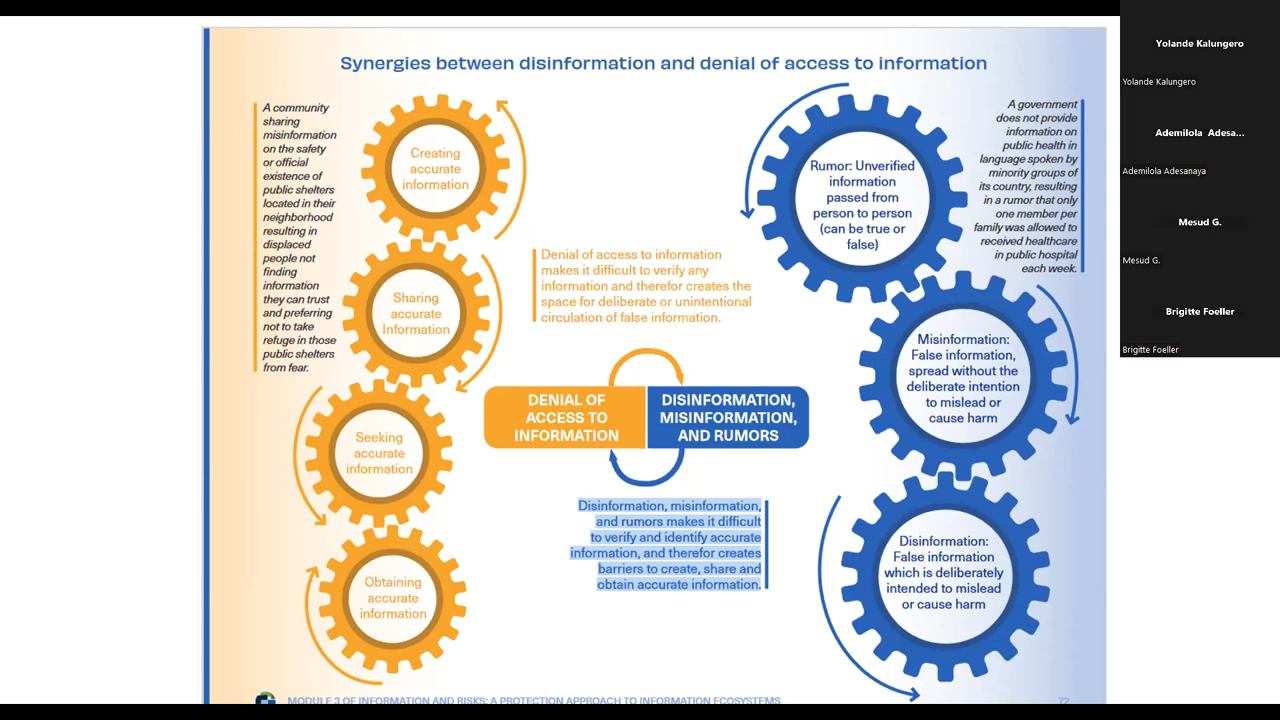 Synergies between disinformation and denial of access to information
A community
sharing
misinformation
on the safety
or official
existence of
public shelters
located in their
neighborhood
resulting in
displaced
people not
finding
information
they can trust
and preferring
not to take
refuge in those
public shelters
from fear.
Creating
accurate
information
Sharing
accurate
Information
Seeking
accurate
information
Obtaining
accurate
information
Denial of access to information
makes it difficult to verify any
information and therefor creates the
space for deliberate or unintentional
circulation of false information.
DENIAL OF
ACCESS TO
INFORMATION
DISINFORMATION,
MISINFORMATION,
AND RUMORS
Disinformation, misinformation,
and rumors makes it difficult
to verify and identify accurate
information, and therefor creates
barriers to create, share and
obtain accurate information.
Rumor: Unverified
information
passed from
person to person
(can be true or
false)
Misinformation:
False information,
spread without the
deliberate intention
to mislead or
cause harm
Disinformation:
False information
which is deliberately
intended to mislead
or cause harm
A government
does not provide
information on
public health in
language spoken by
minority groups of
its country, resulting
in a rumor that only
one member per
family was allowed to
received healthcare
in public hospital
each week.
MODULE 3 OF INFORMATION AND RISKS: A PROTECTION APPROACH TO INFORMATION ECOSYSTEMS
72
Yolande Kalungero
Yolande Kalungero
Ademilola Adesa...
Ademilola Adesanaya
Mesud G.
Mesud G.
Brigitte Foeller
Brigitte Foeller